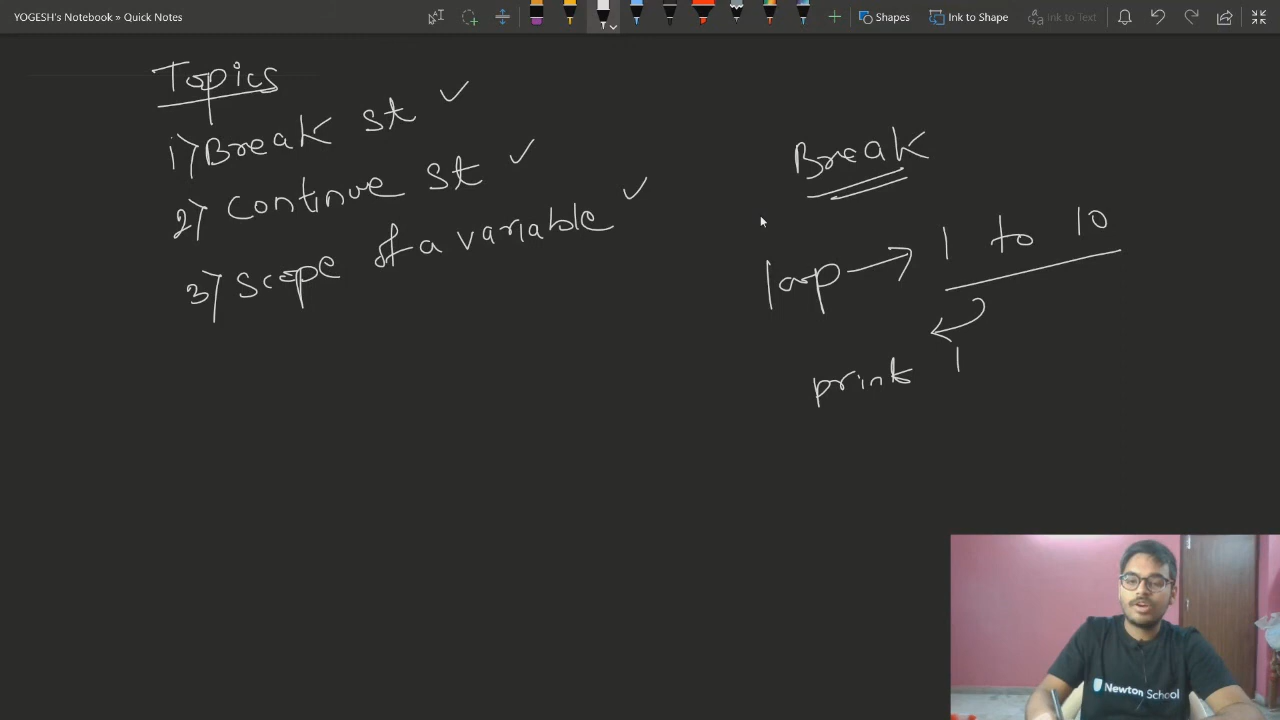 YOGESH's Notebook » Quick Notes
Shapes
Ink to Shape
Ink to Text
Topics
1) Break st ✓
2) Continue st ✓
3) Scope of a variable ✓
Break
loop → 1 to 10
print 1
Newton School